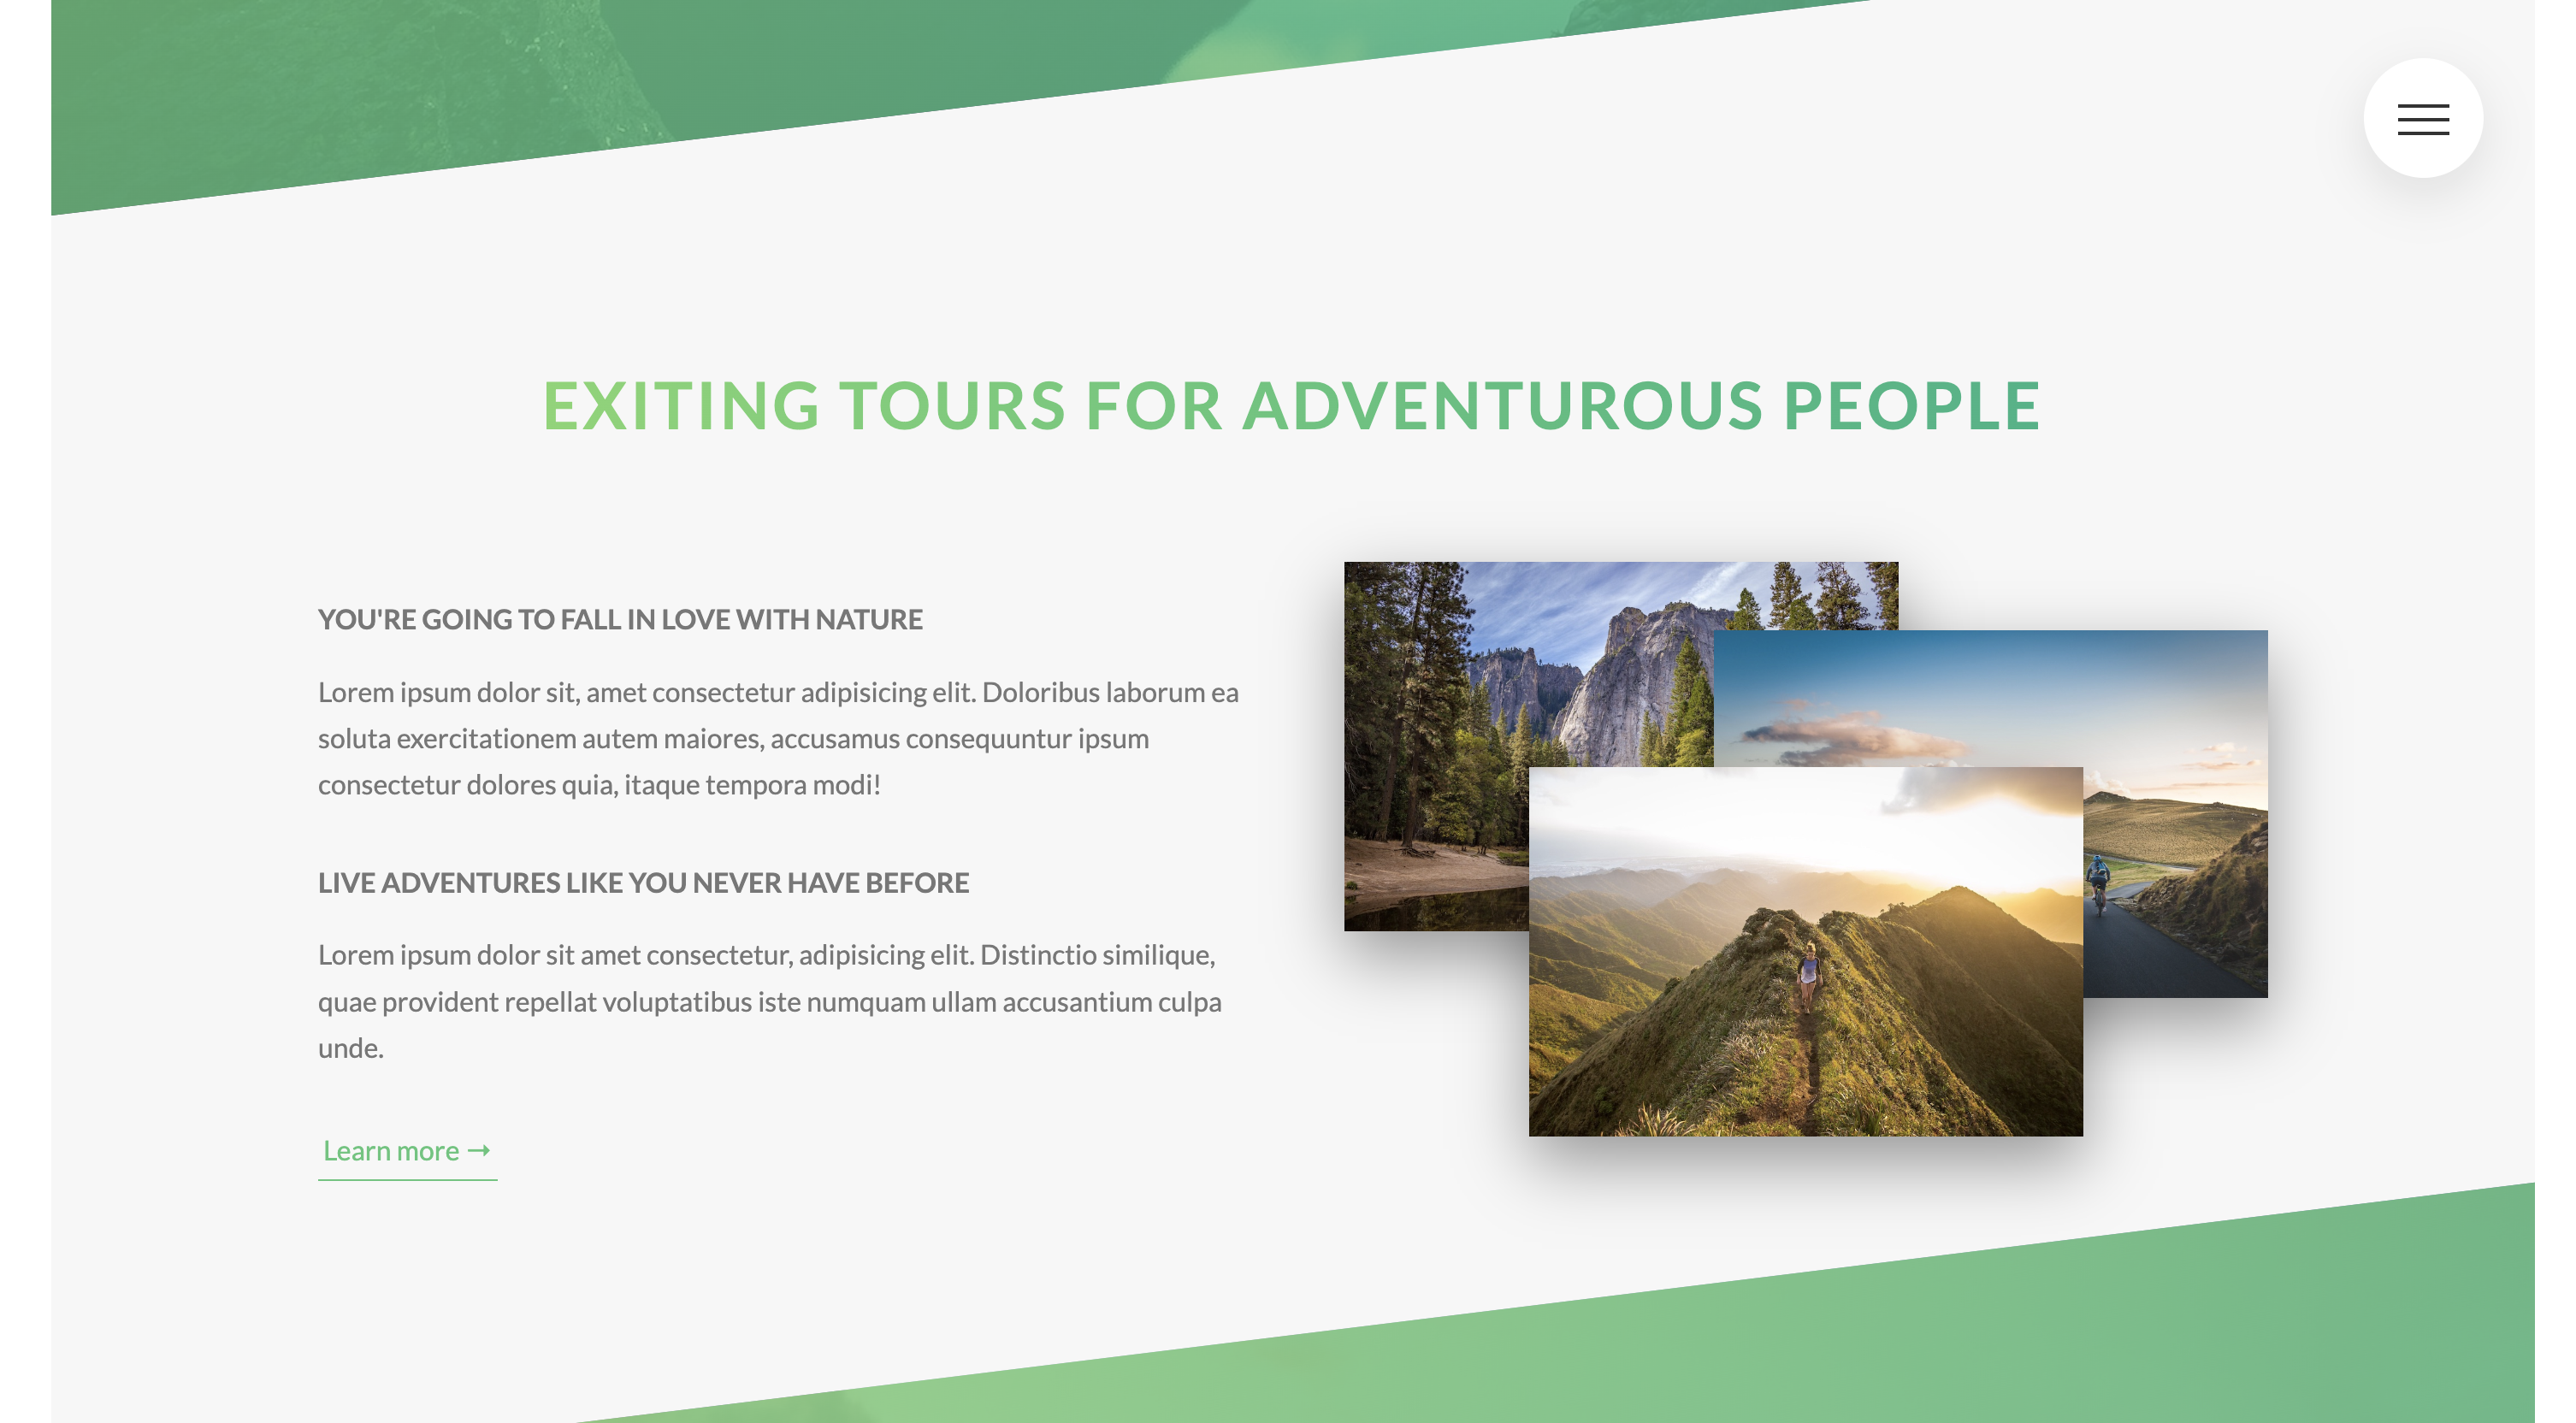 EXITING TOURS FOR ADVENTUROUS PEOPLE
YOU'RE GOING TO FALL IN LOVE WITH NATURE
Lorem ipsum dolor sit, amet consectetur adipisicing elit. Doloribus laborum ea
soluta exercitationem autem maiores, accusamus consequuntur ipsum
consectetur dolores quia, itaque tempora modi!
LIVE ADVENTURES LIKE YOU NEVER HAVE BEFORE
Lorem ipsum dolor sit amet consectetur, adipisicing elit. Distinctio similique,
quae provident repellat voluptatibus iste numquam ullam accusantium culpa
unde.
Learn more →